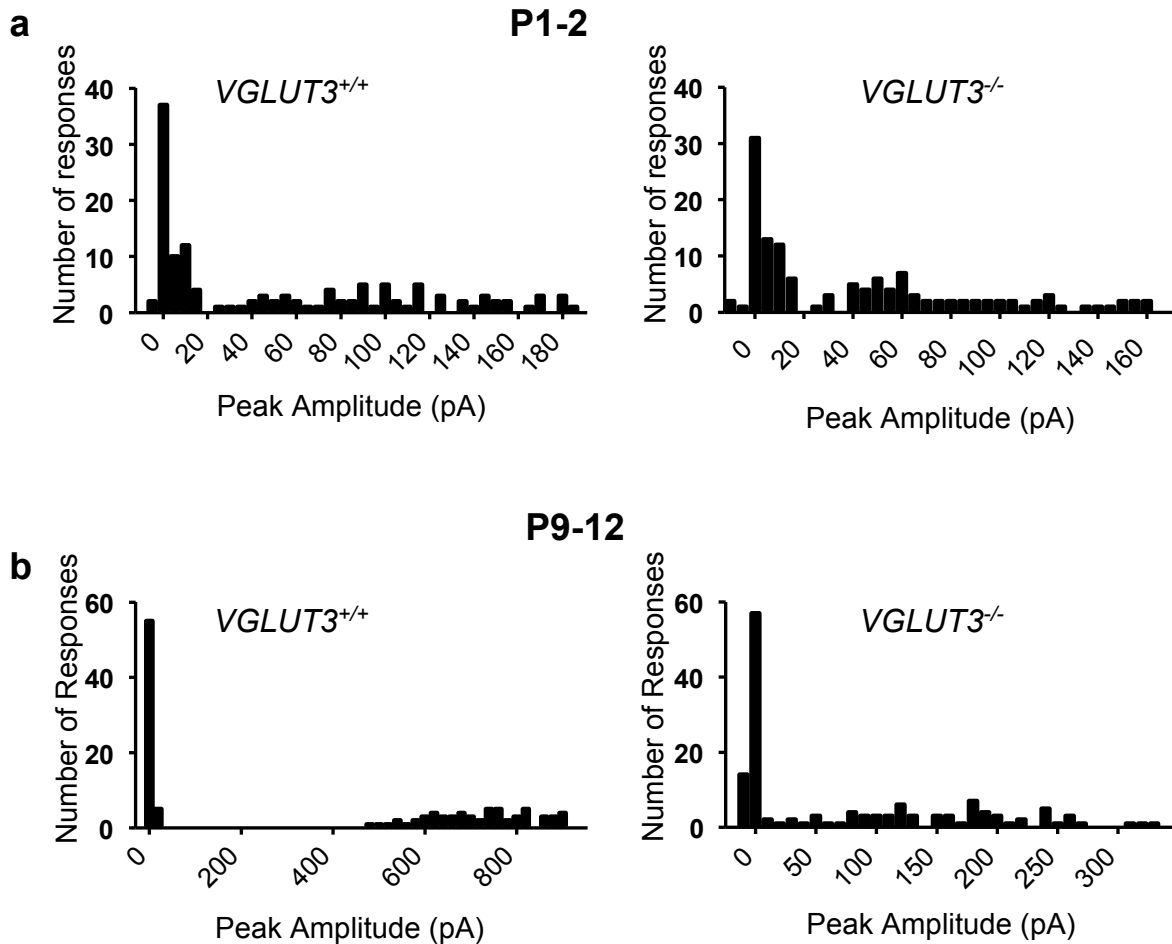 a
P1-2
VGLUT3+/+
Number of responses
40
30
20
10
0
0 20 40 60 80 100 120 140 160 180
Peak Amplitude (pA)
VGLUT3-/-
Number of responses
40
30
20
10
0
0 20 40 60 80 100 120 140 160
Peak Amplitude (pA)
P9-12
b
VGLUT3+/+
Number of Responses
60
40
20
0
0 200 400 600 800
Peak Amplitude (pA)
VGLUT3-/-
Number of Responses
60
40
20
0
0 50 100 150 200 250 300
Peak Amplitude (pA)